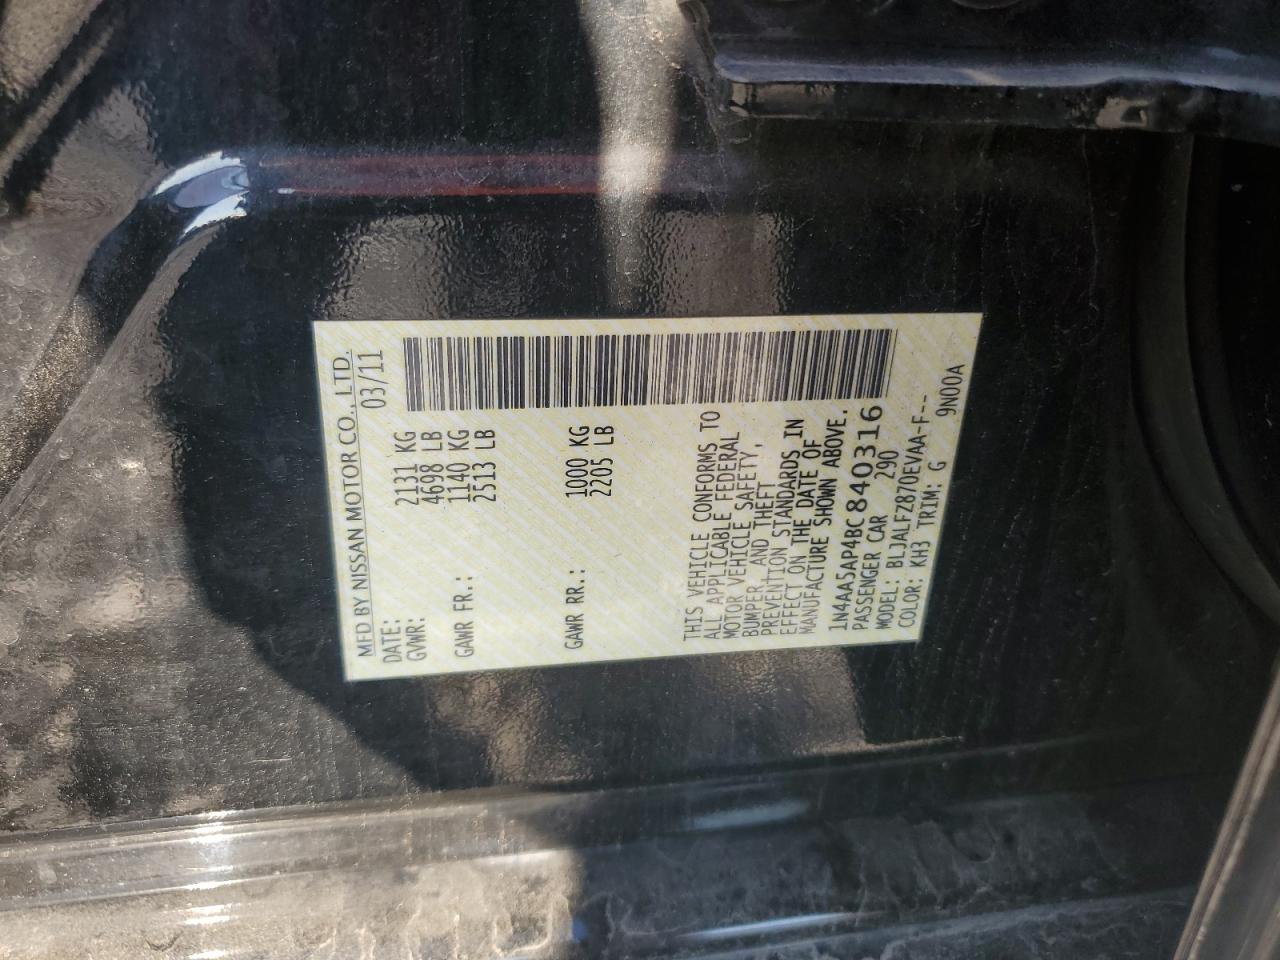 MFD BY NISSAN MOTOR CO., LTD.
DATE: 03/11
GVWR: 2131 KG
4698 LB
GAWR FR.: 1140 KG
2513 LB
GAWR RR.: 1000 KG
2205 LB
THIS VEHICLE CONFORMS TO
ALL APPLICABLE FEDERAL
MOTOR VEHICLE SAFETY,
BUMPER, AND THEFT
PREVENTION STANDARDS IN
EFFECT ON THE DATE OF
MANUFACTURE SHOWN ABOVE.
1N4AA5AP4BC840316
PASSENGER CAR 290
MODEL: BLJALFZ870EVAA-F--
COLOR: KH3 TRIM: G 9N00A